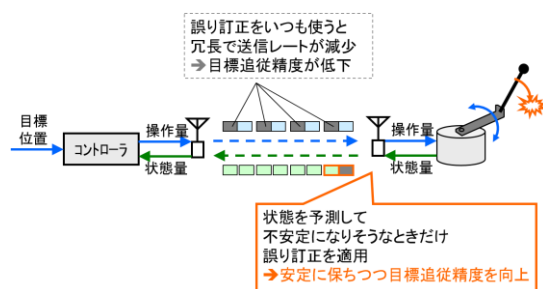 誤り訂正をいつも使うと
冗長で送信レートが減少
➔目標追従精度が低下
目標
位置
コントローラ
操作量
状態量
操作量
状態量
状態を予測して
不安定になりそうなときだけ
誤り訂正を適用
➔安定に保ちつつ目標追従精度を向上